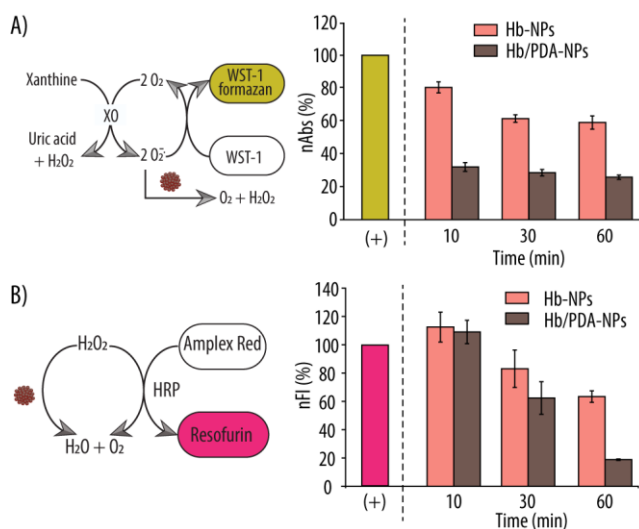 A)
Xanthine
2 O₂
WST-1
formazan
XO
Uric acid
+ H₂O₂
2 O₂⁻
WST-1
O₂ + H₂O₂
nAbs (%)
120
100
80
60
40
20
0
Hb-NPs
Hb/PDA-NPs
(+)
10
30
60
Time (min)
B)
H₂O₂
Amplex Red
HRP
Resofurin
H₂O + O₂
nFI (%)
140
120
100
80
60
40
20
0
Hb-NPs
Hb/PDA-NPs
(+)
10
30
60
Time (min)